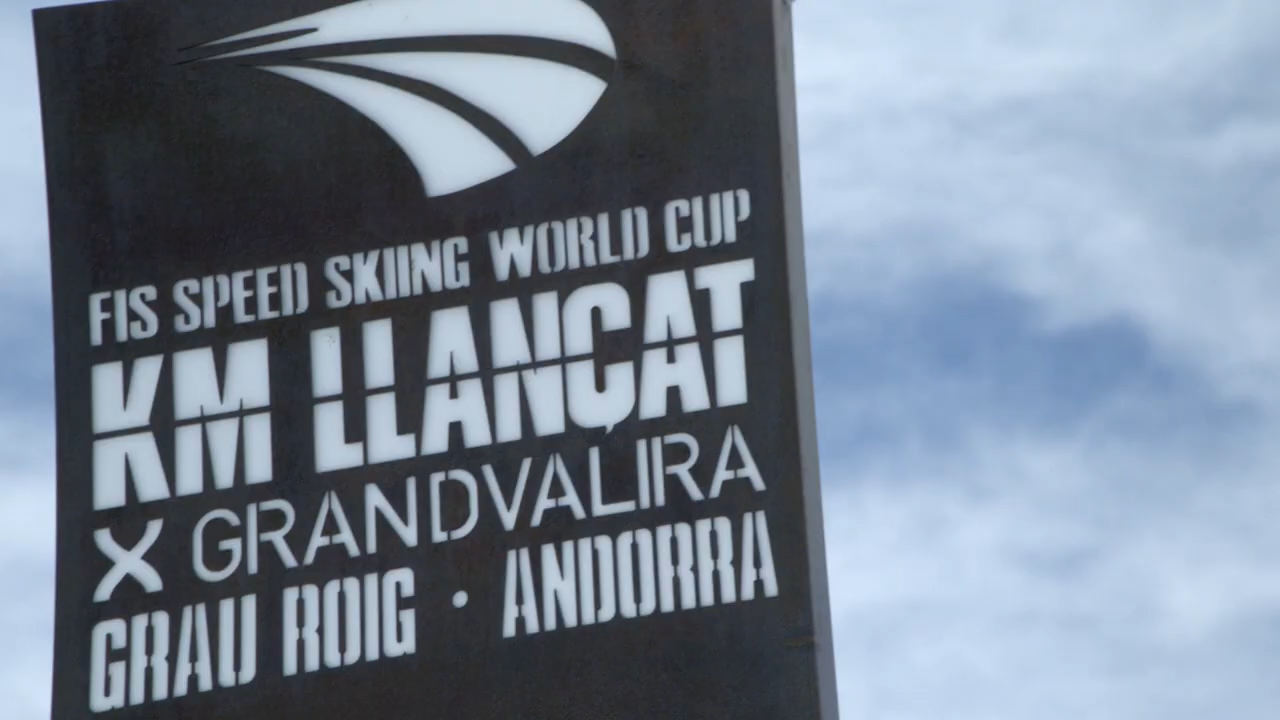 FIS SPEED SKIING WORLD CUP
KM LLANÇAT
X GRANDVALIRA
GRAU ROIG · ANDORRA